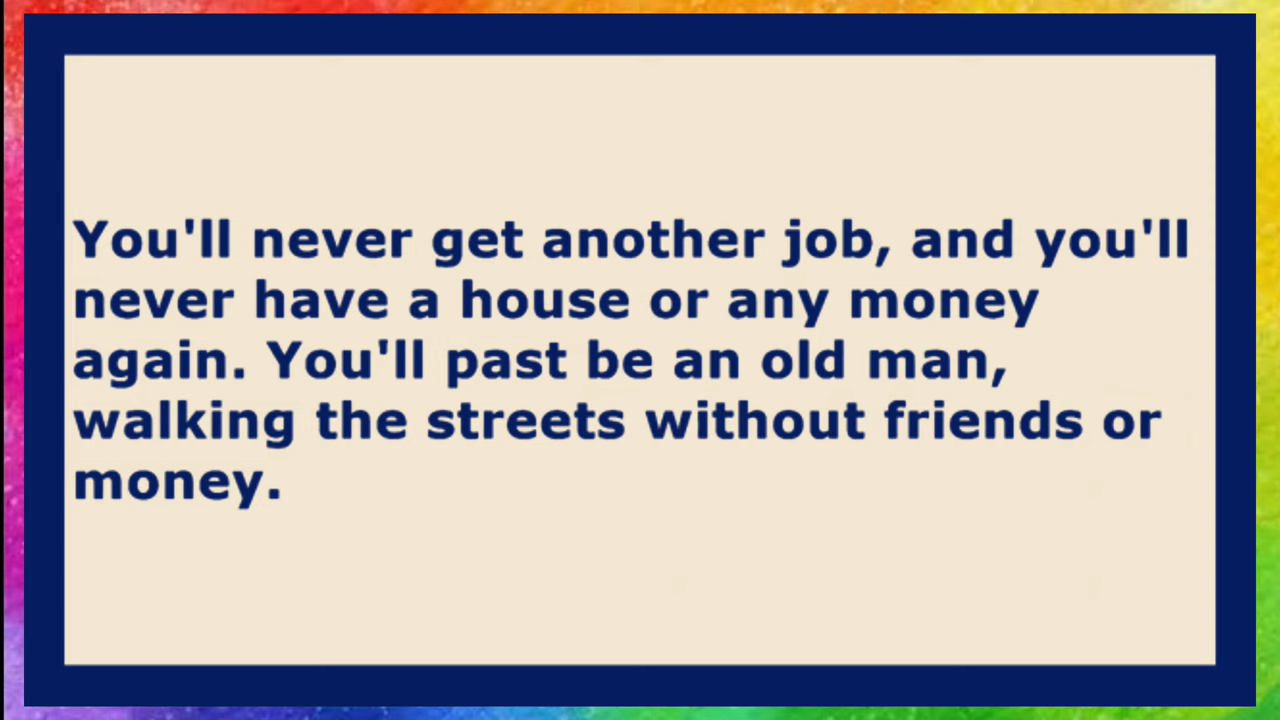 You'll never get another job, and you'll
never have a house or any money
again. You'll past be an old man,
walking the streets without friends or
money.